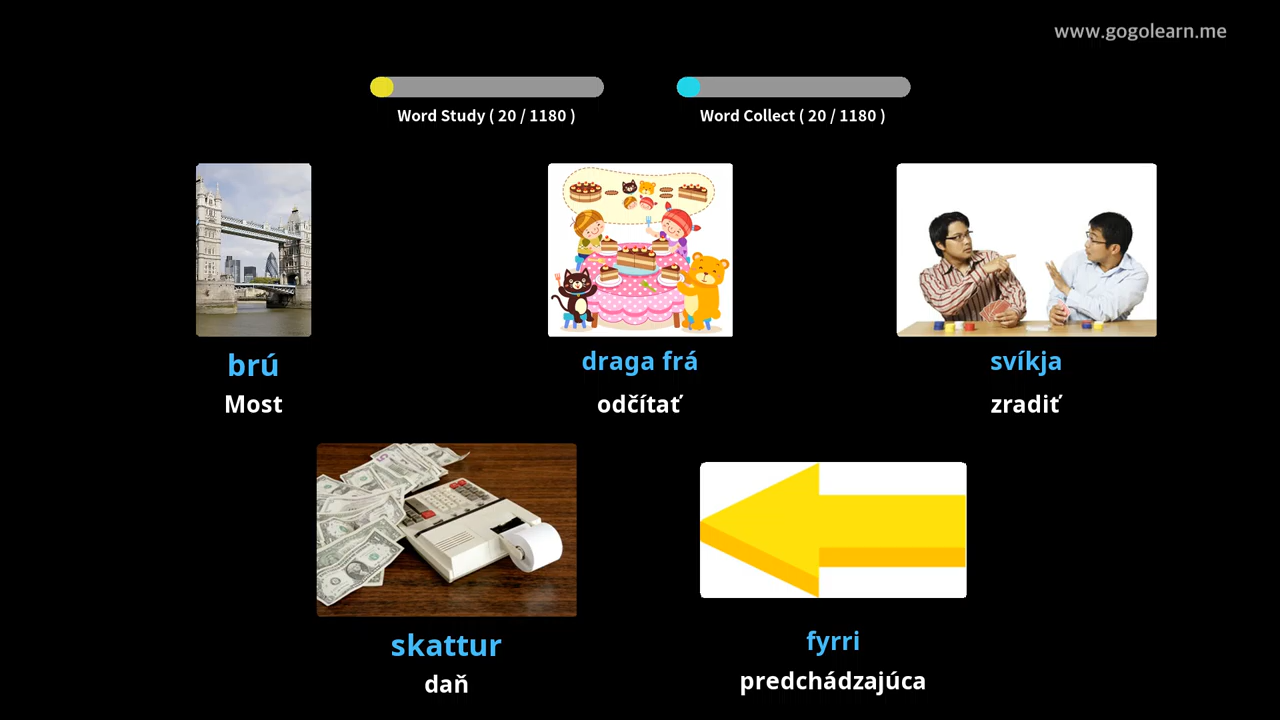 www.gogolearn.me
Word Study ( 20 / 1180 )
Word Collect ( 20 / 1180 )
brú
draga frá
svíkja
Most
odčítať
zradiť
skattur
fyrri
daň
predchádzajúca